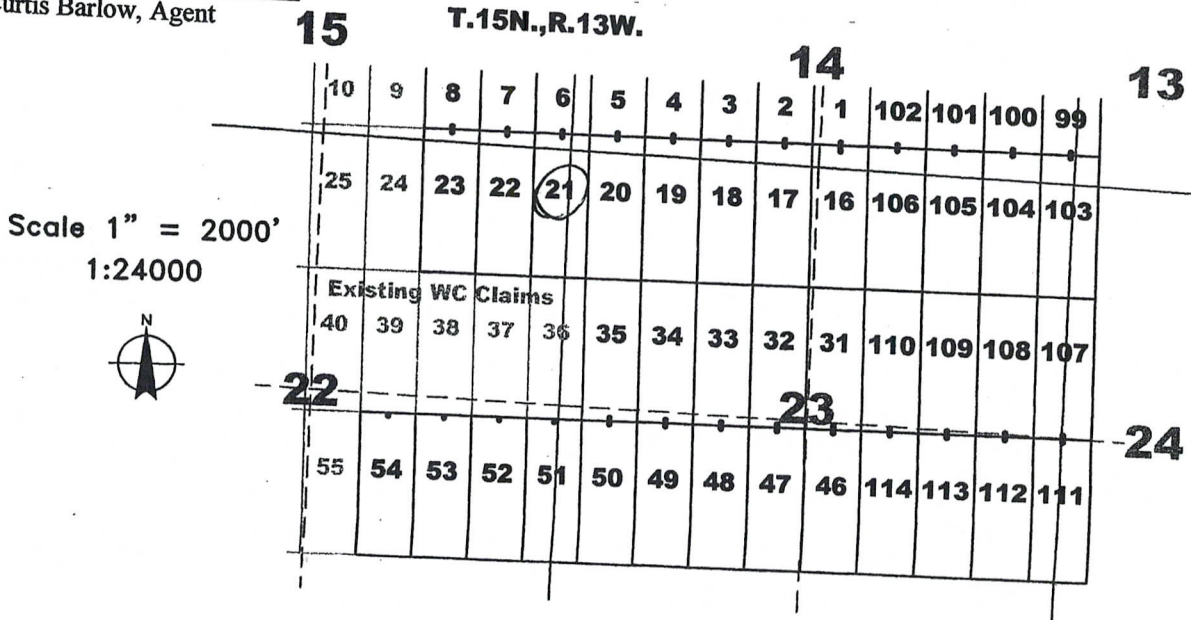 Curtis Barlow, Agent
T.15N.,R.13W.
15
14
13
10 9 8 7 6 5 4 3 2 1 102 101 100 99
25 24 23 22 21 20 19 18 17 16 106 105 104 103
Scale 1” = 2000’
1:24000
N
Existing WC Claims
40 39 38 37 36 35 34 33 32 31 110 109 108 107
22
23
24
55 54 53 52 51 50 49 48 47 46 114 113 112 111